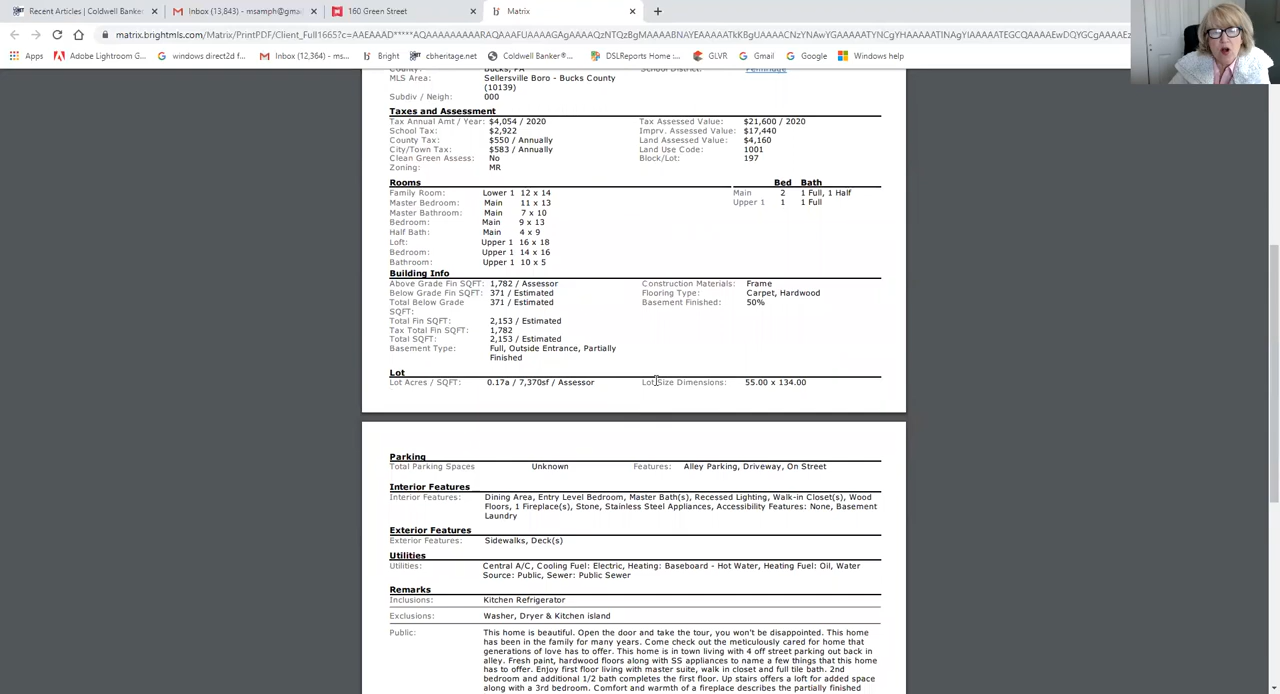 Recent Articles | Coldwell Banke
Inbox (13,843) - msamph@gma
160 Green Street
Matrix
matrix.brightmls.com/Matrix/PrintPDF/Client_Full1665?c=
Apps
Adobe Lightroom
windows direct2d f
Inbox (12,364) - ms
Bright
cbheritage.net
Coldwell Banker®
DSLReports Home :
GLVR
Gmail
Google
Windows help
County: Bucks, PA School District: Pennridge
MLS Area: Sellersville Boro - Bucks County
(10139)
Subdiv / Neigh: 000
Taxes and Assessment
Tax Annual Amt / Year: $4,054 / 2020 Tax Assessed Value: $21,600 / 2020
School Tax: $2,922 Imprv. Assessed Value: $17,440
County Tax: $550 / Annually Land Assessed Value: $4,160
City/Town Tax: $583 / Annually Land Use Code: 1001
Clean Green Assess: No Block/Lot: 197
Zoning: MR
Rooms Bed Bath
Family Room: Lower 1 12 x 14 Main 2 1 Full, 1 Half
Master Bedroom: Main 11 x 13 Upper 1 1 1 Full
Master Bathroom: Main 7 x 10
Bedroom: Main 9 x 13
Half Bath: Main 4 x 9
Loft: Upper 1 16 x 18
Bedroom: Upper 1 14 x 16
Bathroom: Upper 1 10 x 5
Building Info
Above Grade Fin SQFT: 1,782 / Assessor Construction Materials: Frame
Below Grade Fin SQFT: 371 / Estimated Flooring Type: Carpet, Hardwood
Total Below Grade 371 / Estimated Basement Finished: 50%
SQFT:
Total Fin SQFT: 2,153 / Estimated
Tax Total Fin SQFT: 1,782
Total SQFT: 2,153 / Estimated
Basement Type: Full, Outside Entrance, Partially
Finished
Lot
Lot Acres / SQFT: 0.17a / 7,370sf / Assessor Lot Size Dimensions: 55.00 x 134.00
Parking
Total Parking Spaces Unknown Features: Alley Parking, Driveway, On Street
Interior Features
Interior Features: Dining Area, Entry Level Bedroom, Master Bath(s), Recessed Lighting, Walk-in Closet(s), Wood
Floors, 1 Fireplace(s), Stone, Stainless Steel Appliances, Accessibility Features: None, Basement
Laundry
Exterior Features
Exterior Features: Sidewalks, Deck(s)
Utilities
Utilities: Central A/C, Cooling Fuel: Electric, Heating: Baseboard - Hot Water, Heating Fuel: Oil, Water
Source: Public, Sewer: Public Sewer
Remarks
Inclusions: Kitchen Refrigerator
Exclusions: Washer, Dryer & Kitchen island
Public: This home is beautiful. Open the door and take the tour, you won't be disappointed. This home
has been in the family for many years. Come check out the meticulously cared for home that
generations of love has to offer. This home is in town living with 4 off street parking out back in
alley. Fresh paint, hardwood floors along with SS appliances to name a few things that this home
has to offer. Enjoy first floor living with master suite, walk in closet and full tile bath. 2nd
bedroom and additional 1/2 bath completes the first floor. Up stairs offers a loft for added space
along with a 3rd bedroom. Comfort and warmth of a fireplace describes the partially finished